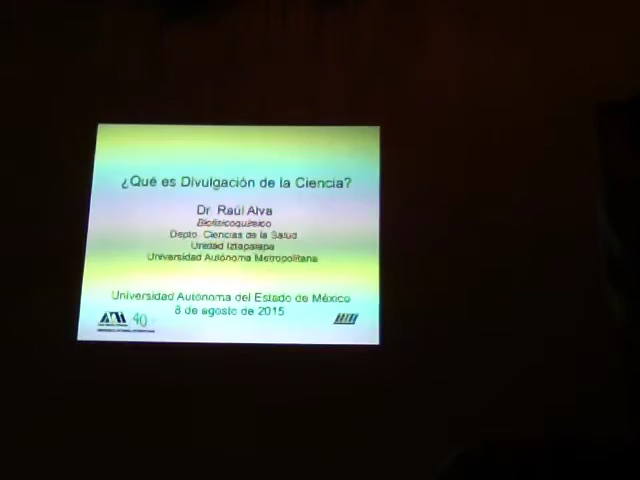 ¿Qué es Divulgación de la Ciencia?
Dr. Raúl Alva
Biofisicoquímico
Depto. Ciencias de la Salud
Unidad Iztapalapa
Universidad Autónoma Metropolitana
Universidad Autónoma del Estado de México
8 de agosto de 2015
40